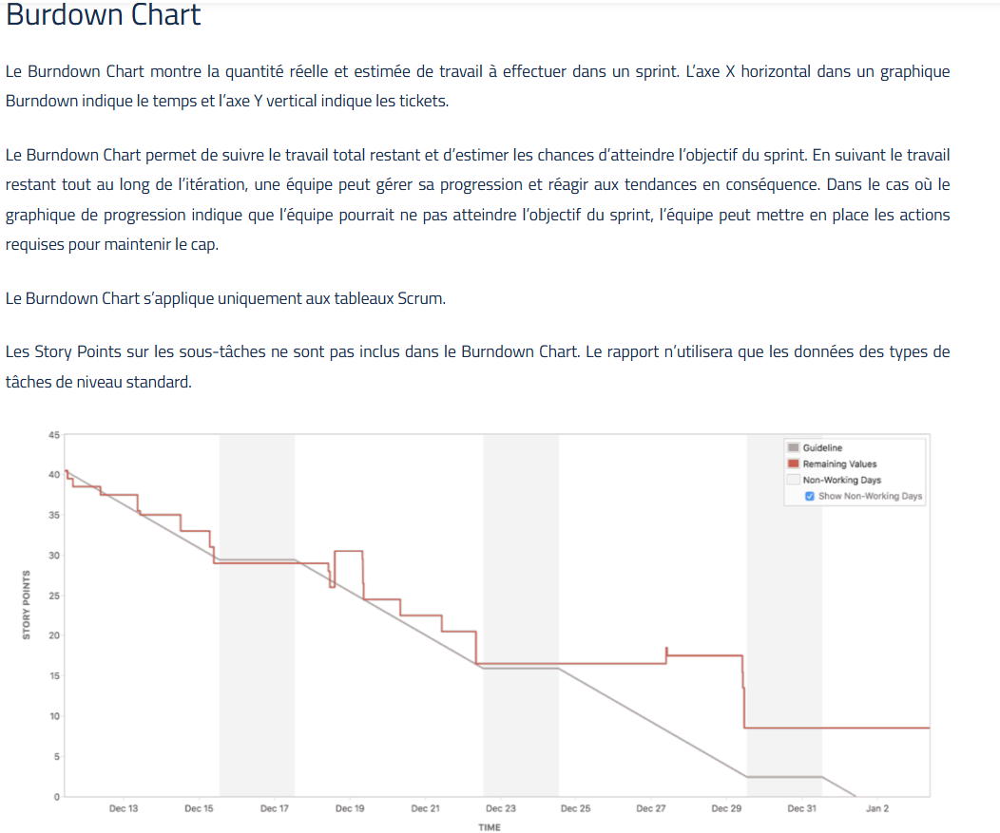 Burdown Chart
Le Burndown Chart montre la quantité réelle et estimée de travail à effectuer dans un sprint. L’axe X horizontal dans un graphique
Burndown indique le temps et l’axe Y vertical indique les tickets.
Le Burndown Chart permet de suivre le travail total restant et d’estimer les chances d’atteindre l’objectif du sprint. En suivant le travail
restant tout au long de l’itération, une équipe peut gérer sa progression et réagir aux tendances en conséquence. Dans le cas où le
graphique de progression indique que l’équipe pourrait ne pas atteindre l’objectif du sprint, l’équipe peut mettre en place les actions
requises pour maintenir le cap.
Le Burndown Chart s’applique uniquement aux tableaux Scrum.
Les Story Points sur les sous-tâches ne sont pas inclus dans le Burndown Chart. Le rapport n’utilisera que les données des types de
tâches de niveau standard.
45
40
35
30
25
20
15
10
5
0
STORY POINTS
Guideline
Remaining Values
Non-Working Days
Show Non-Working Days
Dec 13 Dec 15 Dec 17 Dec 19 Dec 21 Dec 23 Dec 25 Dec 27 Dec 29 Dec 31 Jan 2
TIME